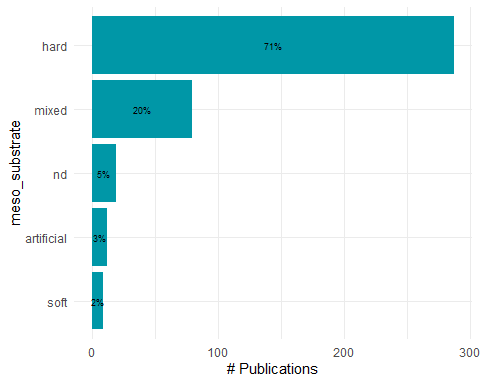 hard
71%
mixed
20%
nd
5%
artificial
3%
soft
2%
meso_substrate
0 100 200 300
# Publications